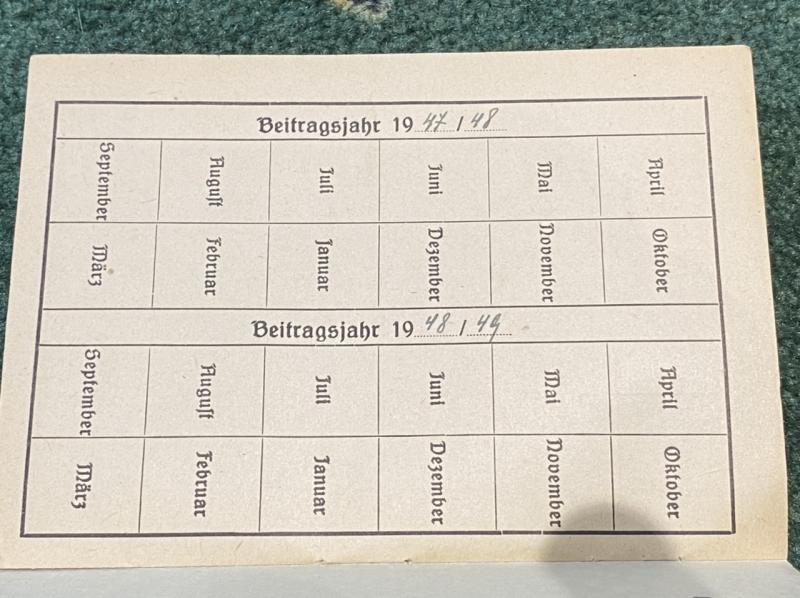 Beitragsjahr 1947/48
September August Juli Juni Mai April
März Februar Januar Dezember November Oktober
Beitragsjahr 1948/49
September August Juli Juni Mai April
März Februar Januar Dezember November Oktober